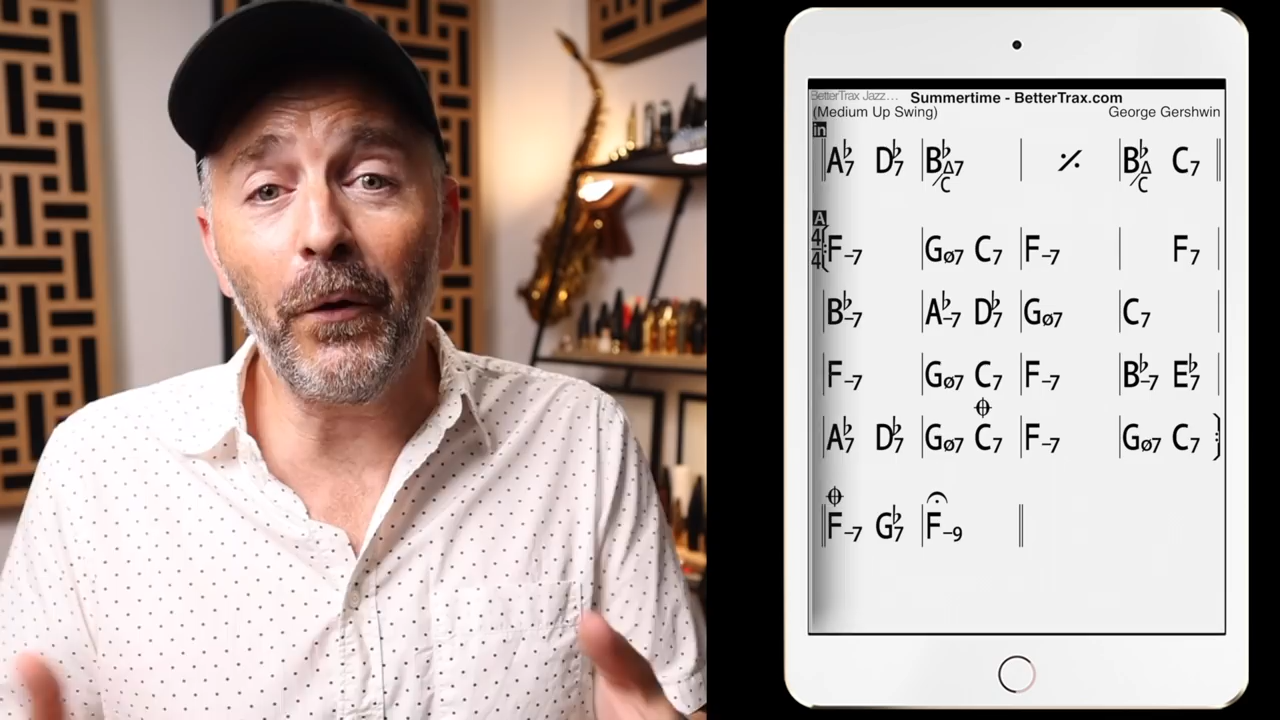 BetterTrax Jazz... Summertime - BetterTrax.com
(Medium Up Swing) George Gershwin
in
A♭7 D♭7 B♭Δ7/C 𝄎 B♭Δ/C C7
A
4/4 F-7 Gø7 C7 F-7 F7
B♭-7 A♭-7 D♭7 Gø7 C7
F-7 Gø7 C7 F-7 B♭-7 E♭7
A♭7 D♭7 Gø7 C7 F-7 Gø7 C7
F-7 G♭7 F-9